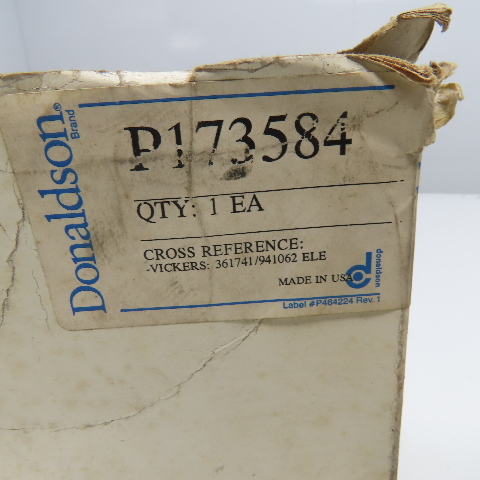 Donaldson®
Brand
P173584
QTY: 1 EA
CROSS REFERENCE:
-VICKERS: 361741/941062 ELE
MADE IN USA
donaldson
Label #P484224 Rev. 1